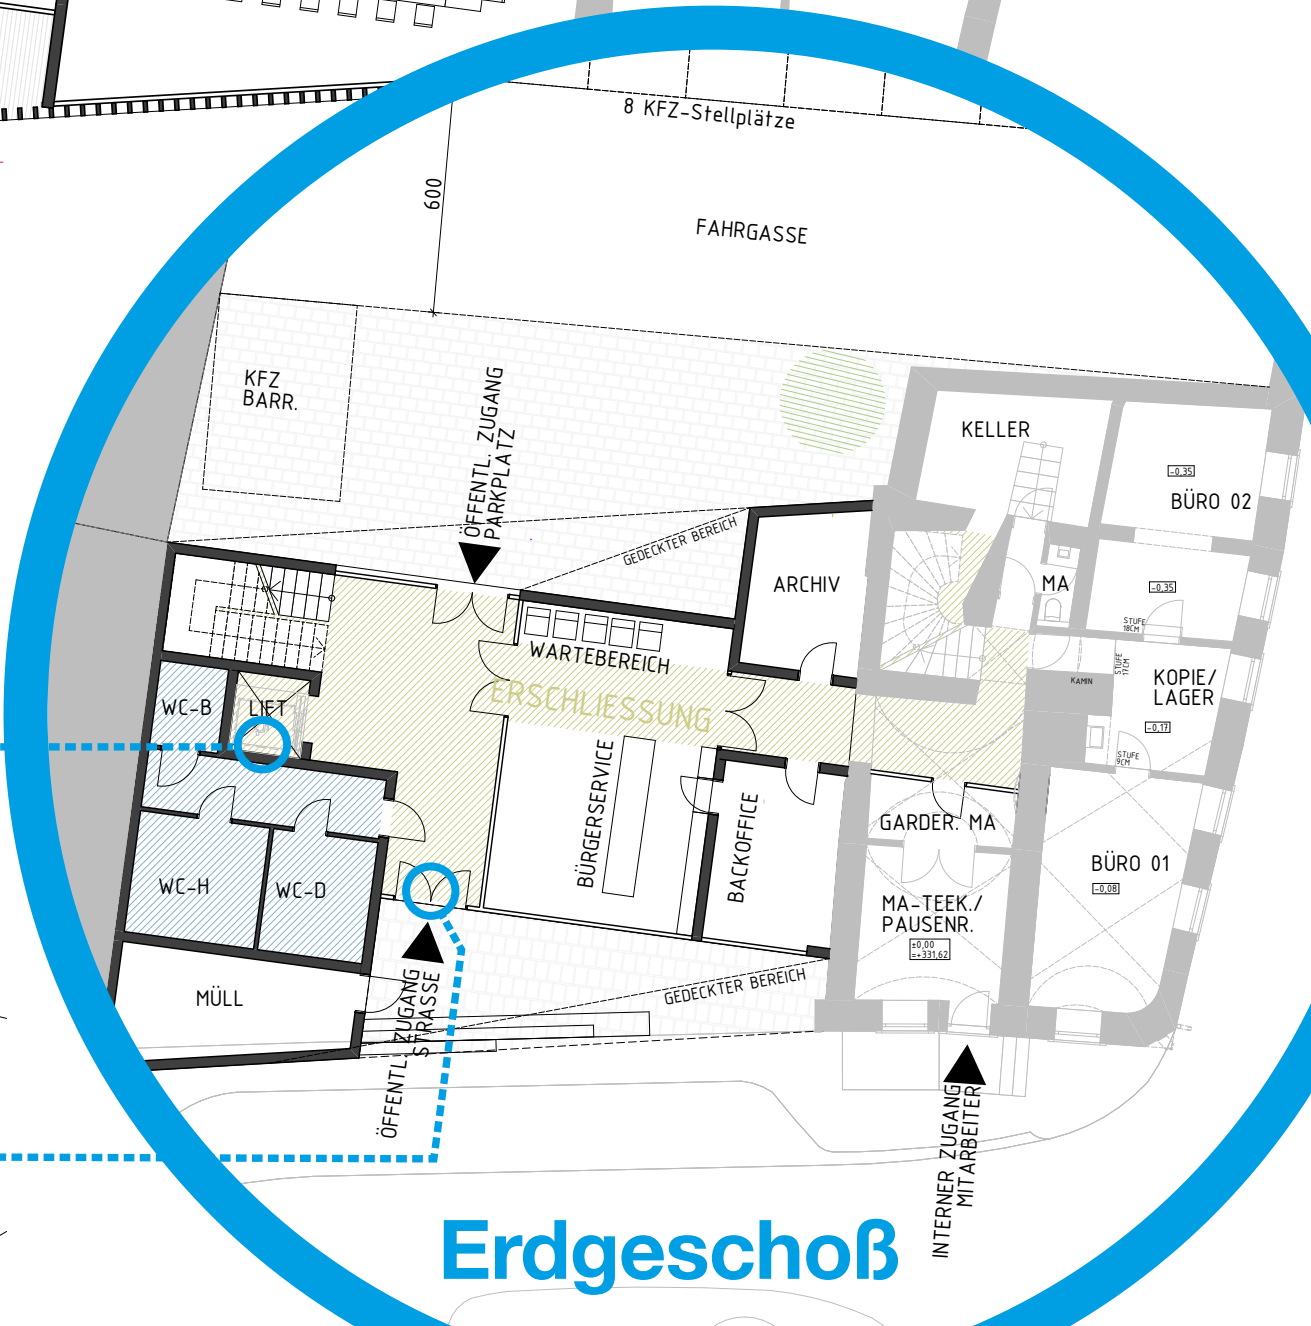 8 KFZ-Stellplätze
600
FAHRGASSE
KFZ
BARR.
ÖFFENTL. ZUGANG
PARKPLATZ
KELLER
-0,35
BÜRO 02
GEDECKTER BEREICH
ARCHIV
MA
-0,35
STUFE
18CM
WARTEBEREICH
STUFE
17CM
KAMIN
KOPIE/
LAGER
ERSCHLIESSUNG
WC-B
LIFT
-0,17
STUFE
9CM
BÜRGERSERVICE
BACKOFFICE
GARDER. MA
BÜRO 01
-0,08
WC-H
WC-D
MA-TEEK./
PAUSENR.
±0,00
=+331,62
MÜLL
GEDECKTER BEREICH
ÖFFENTL. ZUGANG
STRASSE
INTERNER ZUGANG
MITARBEITER
Erdgeschoß